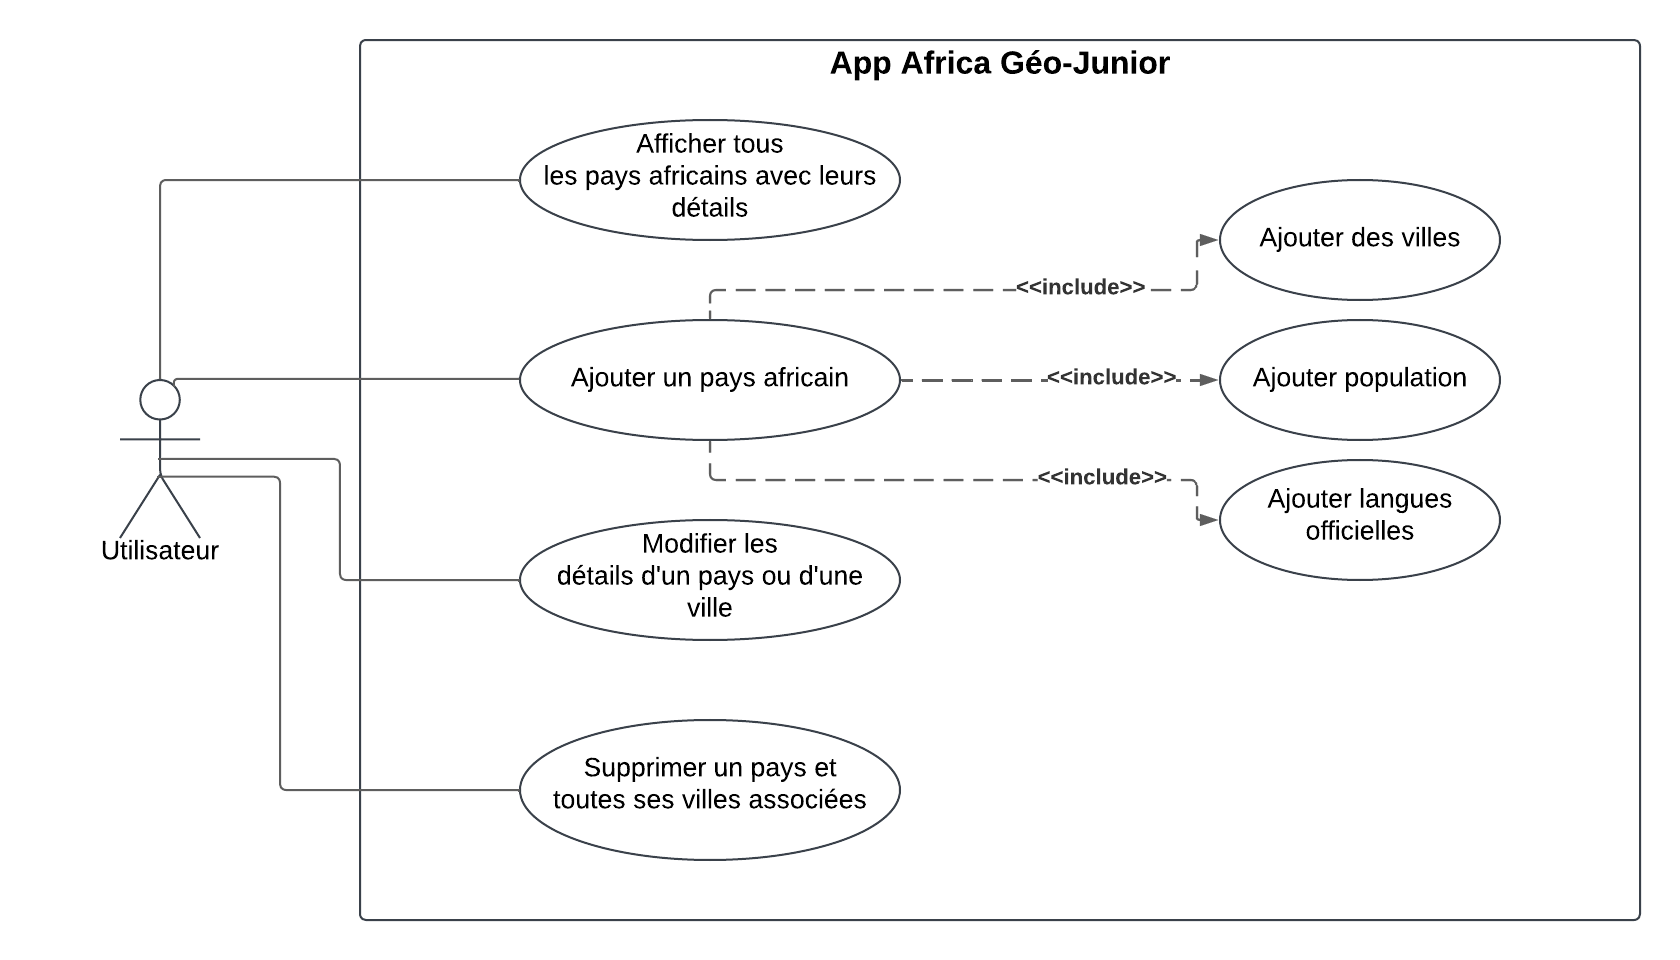 App Africa Géo-Junior
Afficher tous
les pays africains avec leurs
détails
Ajouter des villes
<<include>>
Ajouter un pays africain
<<include>>
Ajouter population
<<include>>
Ajouter langues
officielles
Utilisateur
Modifier les
détails d'un pays ou d'une
ville
Supprimer un pays et
toutes ses villes associées